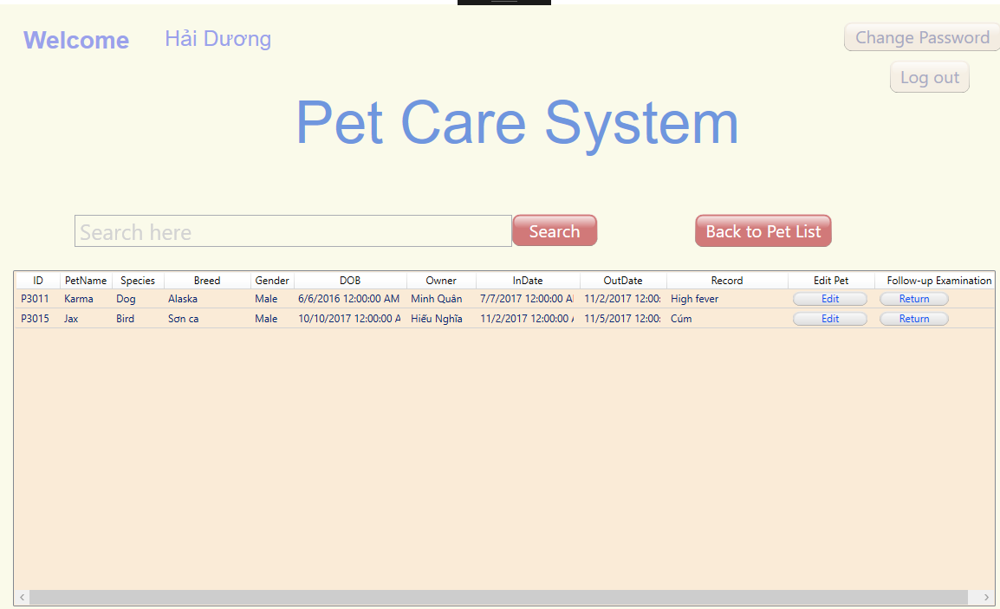 Welcome Hải Dương Change Password
Log out
Pet Care System
Search here Search Back to Pet List
ID PetName Species Breed Gender DOB Owner InDate OutDate Record Edit Pet Follow-up Examination
P3011 Karma Dog Alaska Male 6/6/2016 12:00:00 AM Minh Quân 7/7/2017 12:00:00 A 11/2/2017 12:00: High fever Edit Return
P3015 Jax Bird Sơn ca Male 10/10/2017 12:00:00 A Hiếu Nghĩa 11/2/2017 12:00:00 11/5/2017 12:00: Cúm Edit Return